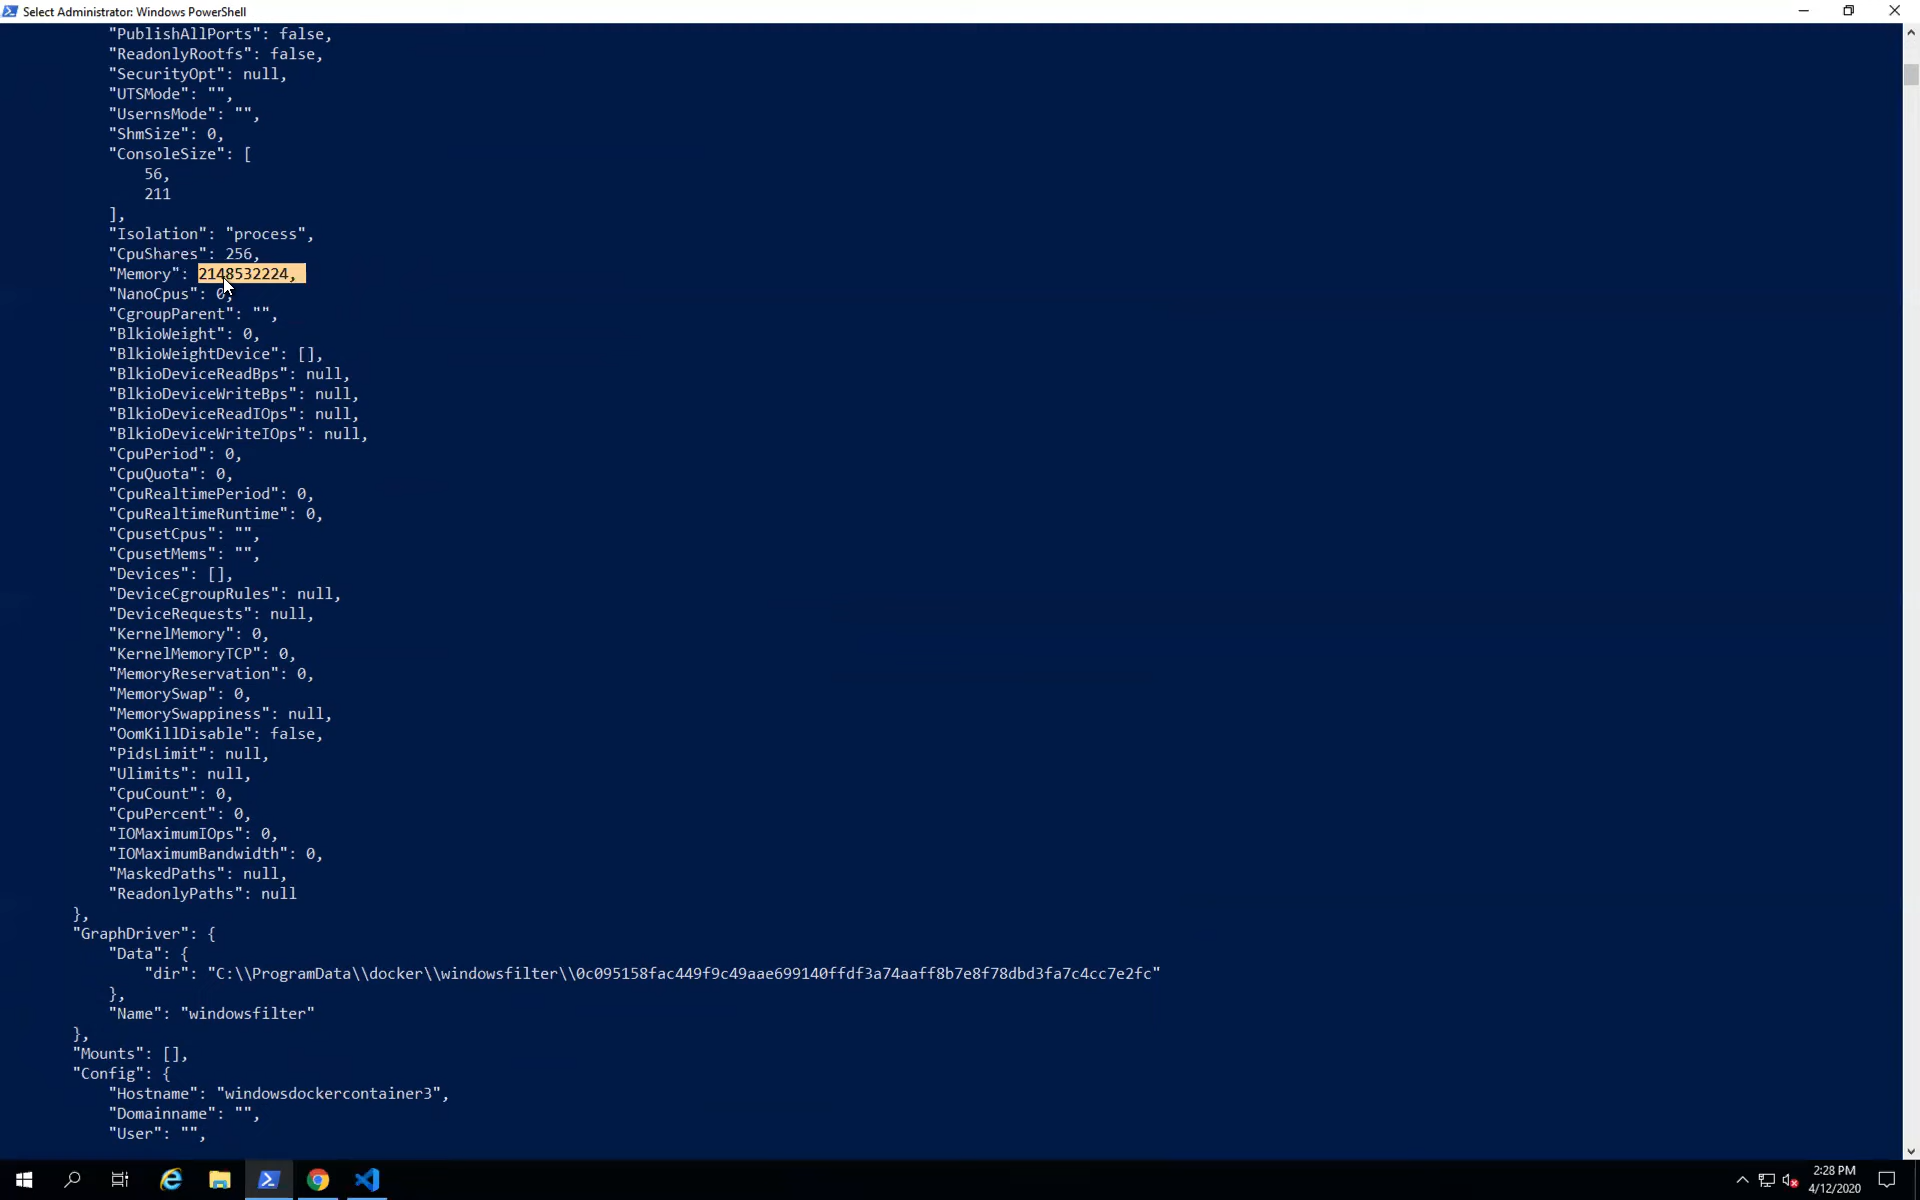 Select Administrator: Windows PowerShell
"PublishAllPorts": false,
"ReadonlyRootfs": false,
"SecurityOpt": null,
"UTSMode": "",
"UsernsMode": "",
"ShmSize": 0,
"ConsoleSize": [
56,
211
],
"Isolation": "process",
"CpuShares": 256,
"Memory": 2148532224,
"NanoCpus": 0,
"CgroupParent": "",
"BlkioWeight": 0,
"BlkioWeightDevice": [],
"BlkioDeviceReadBps": null,
"BlkioDeviceWriteBps": null,
"BlkioDeviceReadIOps": null,
"BlkioDeviceWriteIOps": null,
"CpuPeriod": 0,
"CpuQuota": 0,
"CpuRealtimePeriod": 0,
"CpuRealtimeRuntime": 0,
"CpusetCpus": "",
"CpusetMems": "",
"Devices": [],
"DeviceCgroupRules": null,
"DeviceRequests": null,
"KernelMemory": 0,
"KernelMemoryTCP": 0,
"MemoryReservation": 0,
"MemorySwap": 0,
"MemorySwappiness": null,
"OomKillDisable": false,
"PidsLimit": null,
"Ulimits": null,
"CpuCount": 0,
"CpuPercent": 0,
"IOMaximumIOps": 0,
"IOMaximumBandwidth": 0,
"MaskedPaths": null,
"ReadonlyPaths": null
},
"GraphDriver": {
"Data": {
"dir": "C:\\ProgramData\\docker\\windowsfilter\\0c095158fac449f9c49aae699140ffdf3a74aaff8b7e8f78dbd3fa7c4cc7e2fc"
},
"Name": "windowsfilter"
},
"Mounts": [],
"Config": {
"Hostname": "windowsdockercontainer3",
"Domainname": "",
"User": "",
2:28 PM
4/12/2020